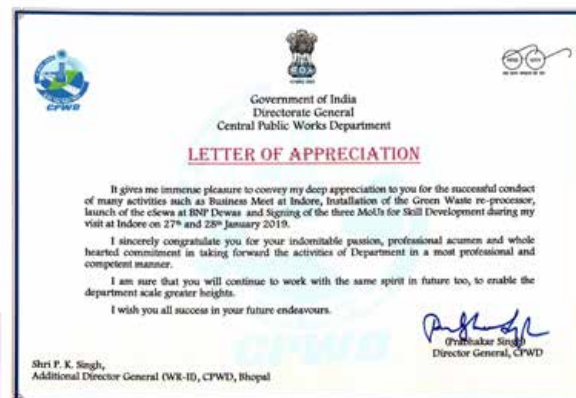 CPWD
Government of India
Directorate General
Central Public Works Department
LETTER OF APPRECIATION
It gives me immense pleasure to convey my deep appreciation to you for the successful conduct
of many activities such as Business Meet at Indore, Installation of the Green Waste re-processor,
launch of the eSewa at BNP Dewas and Signing of the three MoUs for Skill Development during my
visit at Indore on 27th and 28th January 2019.
I sincerely congratulate you for your indomitable passion, professional acumen and whole
hearted commitment in taking forward the activities of Department in a most professional and
competent manner.
I am sure that you will continue to work with the same spirit in future too, to enable the
department scale greater heights.
I wish you all success in your future endeavours.
CPWD
(Prabhakar Singh)
Director General, CPWD
Shri P. K. Singh,
Additional Director General (WR-II), CPWD, Bhopal